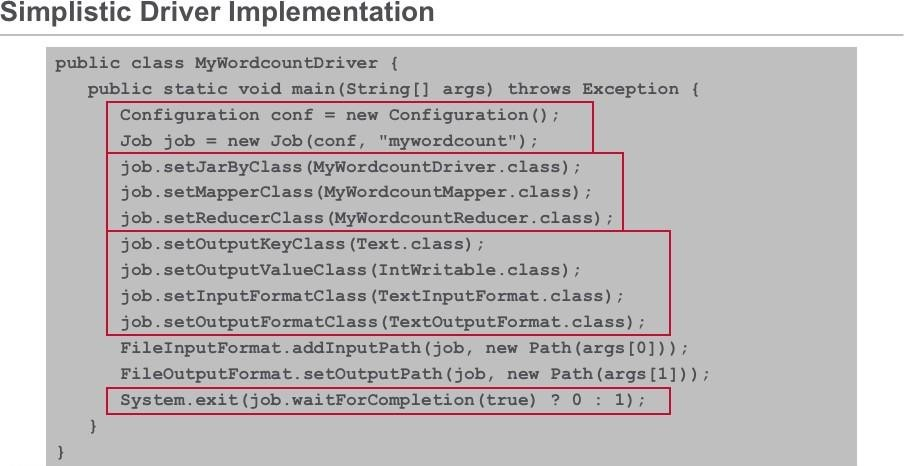 Simplistic Driver Implementation
public class MyWordcountDriver {
public static void main(String[] args) throws Exception {
Configuration conf = new Configuration();
Job job = new Job(conf, "mywordcount");
job.setJarByClass(MyWordcountDriver.class);
job.setMapperClass(MyWordcountMapper.class);
job.setReducerClass(MyWordcountReducer.class);
job.setOutputKeyClass(Text.class);
job.setOutputValueClass(IntWritable.class);
job.setInputFormatClass(TextInputFormat.class);
job.setOutputFormatClass(TextOutputFormat.class);
FileInputFormat.addInputPath(job, new Path(args[0]));
FileOutputFormat.setOutputPath(job, new Path(args[1]));
System.exit(job.waitForCompletion(true) ? 0 : 1);
}
}